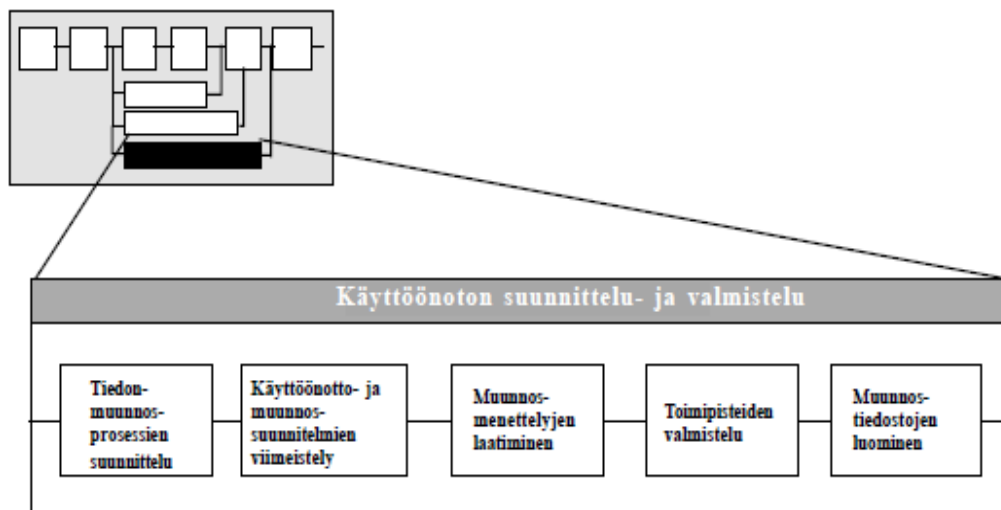 Käyttöönoton suunnittelu- ja valmistelu
Tiedon-
muunnos-
prosessien
suunnittelu
Käyttöönotto- ja
muunnos-
suunnitelmien
viimeistely
Muunnos-
menettelyjen
laatiminen
Toimipisteiden
valmistelu
Muunnos-
tiedostojen
luominen